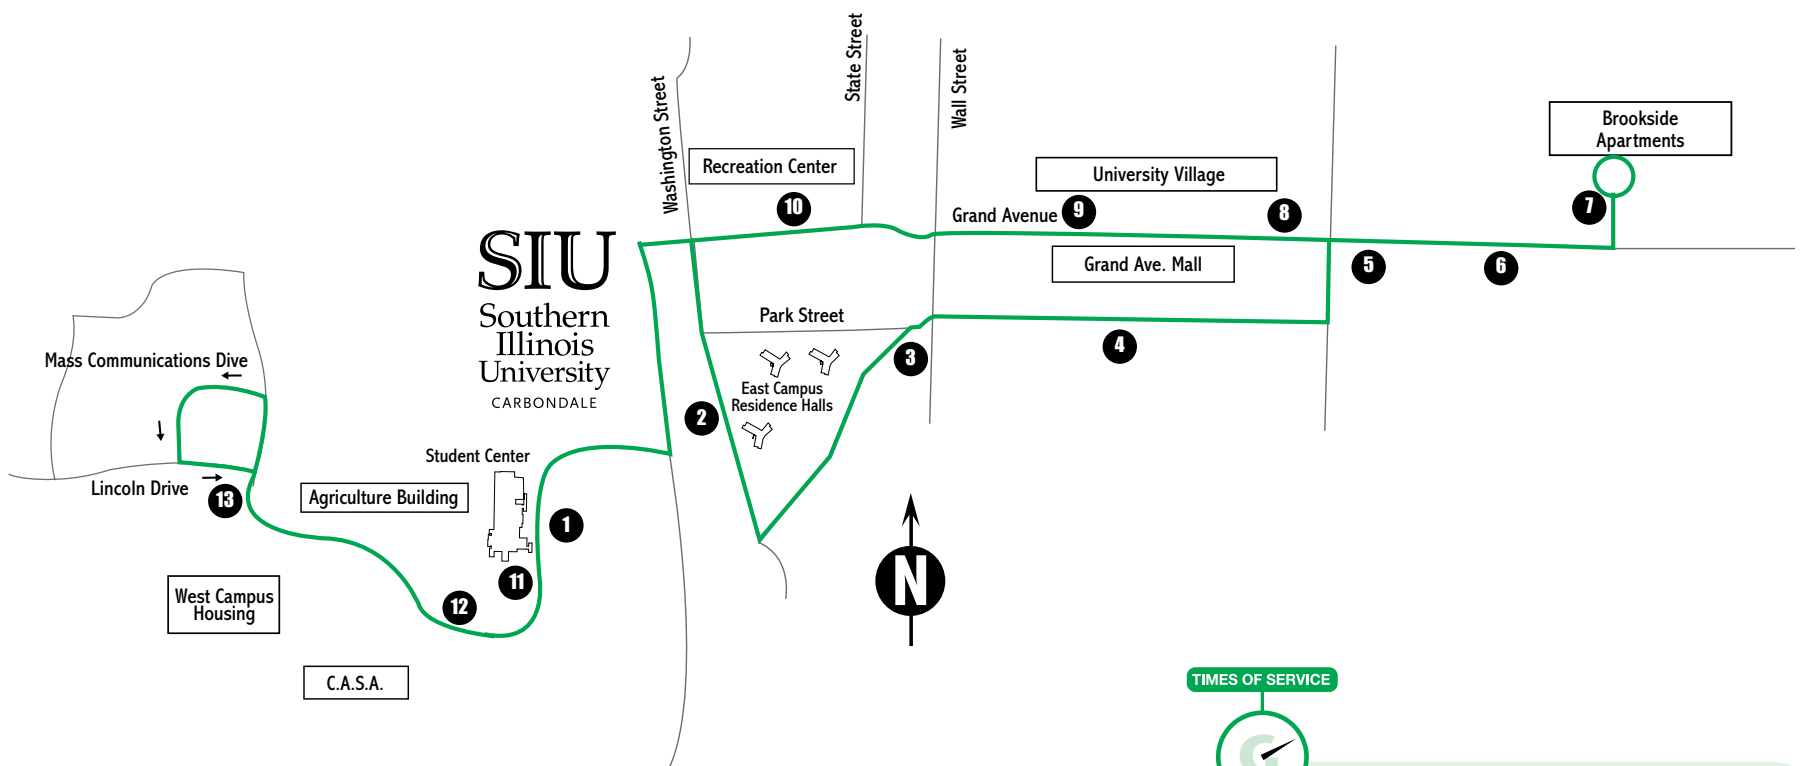 State Street
Wall Street
Washington Street
Brookside
Apartments
Recreation Center
University Village
10
9
8
7
Grand Avenue
SIU
Southern
Illinois
University
CARBONDALE
Grand Ave. Mall
5
6
Park Street
4
3
Mass Communications Dive
East Campus
Residence Halls
2
Student Center
Lincoln Drive
13
Agriculture Building
1
11
12
N
West Campus
Housing
C.A.S.A.
TIMES OF SERVICE
G